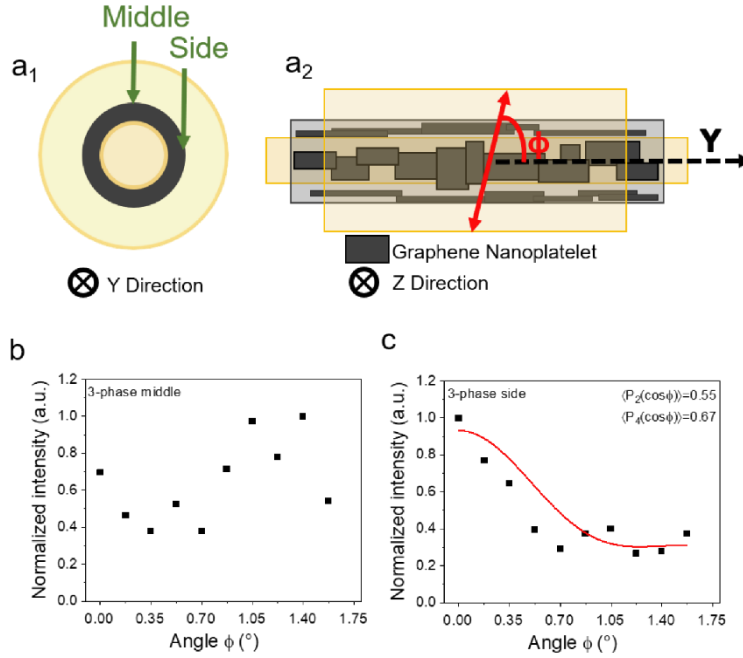 Middle
Side
a1
a2
ϕ
Y
Graphene Nanoplatelet
Y Direction
Z Direction
b
3-phase middle
Normalized intensity (a.u.)
1.2
1.0
0.8
0.6
0.4
0.2
0.0
0.00 0.35 0.70 1.05 1.40 1.75
Angle ϕ (°)
c
3-phase side
⟨P2(cosϕ)⟩=0.55
⟨P4(cosϕ)⟩=0.67
Normalized intensity (a.u.)
1.2
1.0
0.8
0.6
0.4
0.2
0.0
0.00 0.35 0.70 1.05 1.40 1.75
Angle ϕ (°)